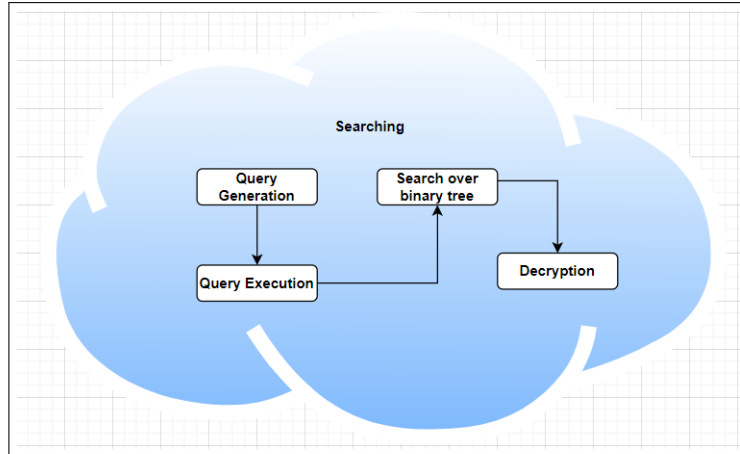 Searching
Query
Generation
Query Execution
Search over
binary tree
Decryption